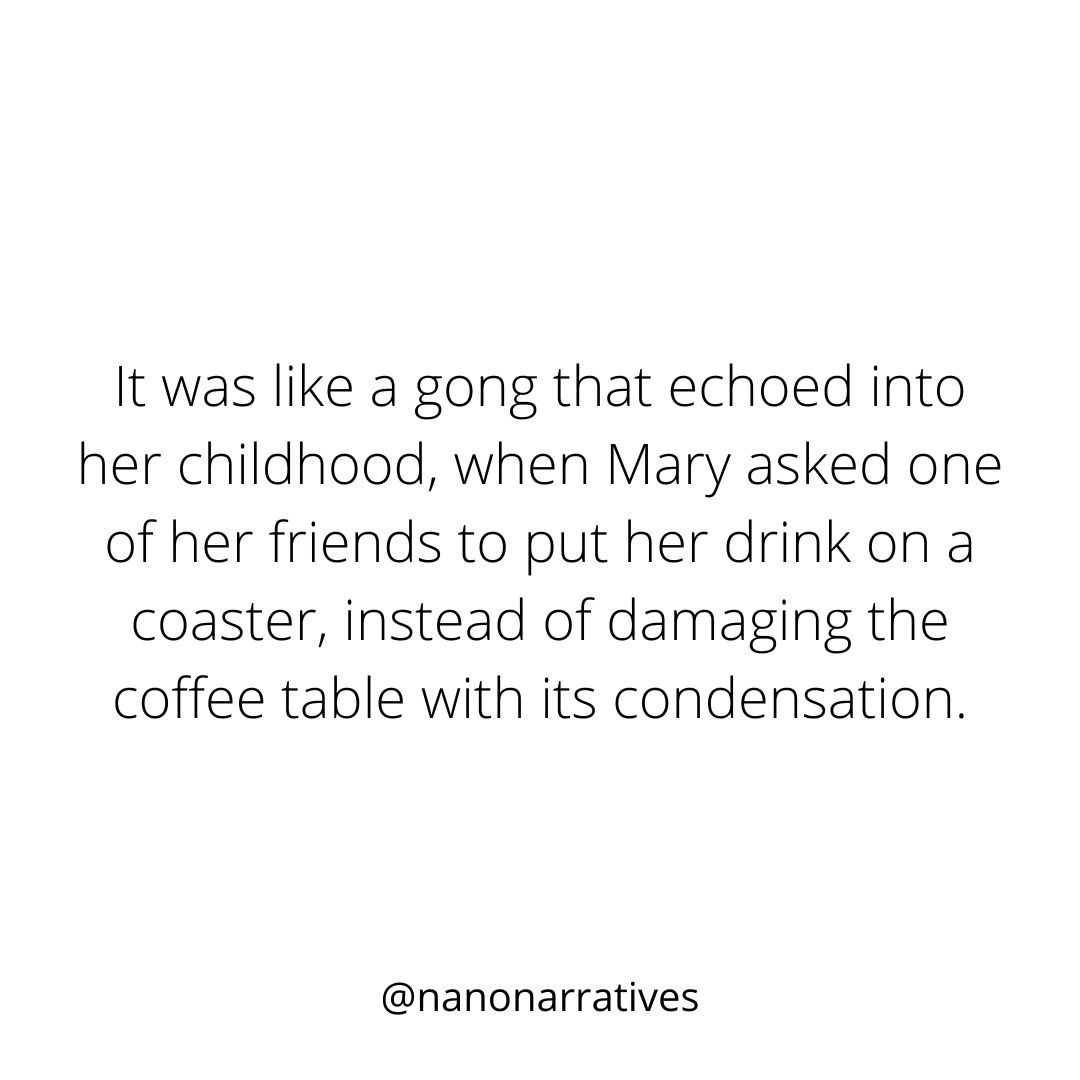 It was like a gong that echoed into
her childhood, when Mary asked one
of her friends to put her drink on a
coaster, instead of damaging the
coffee table with its condensation.
@nanonarratives